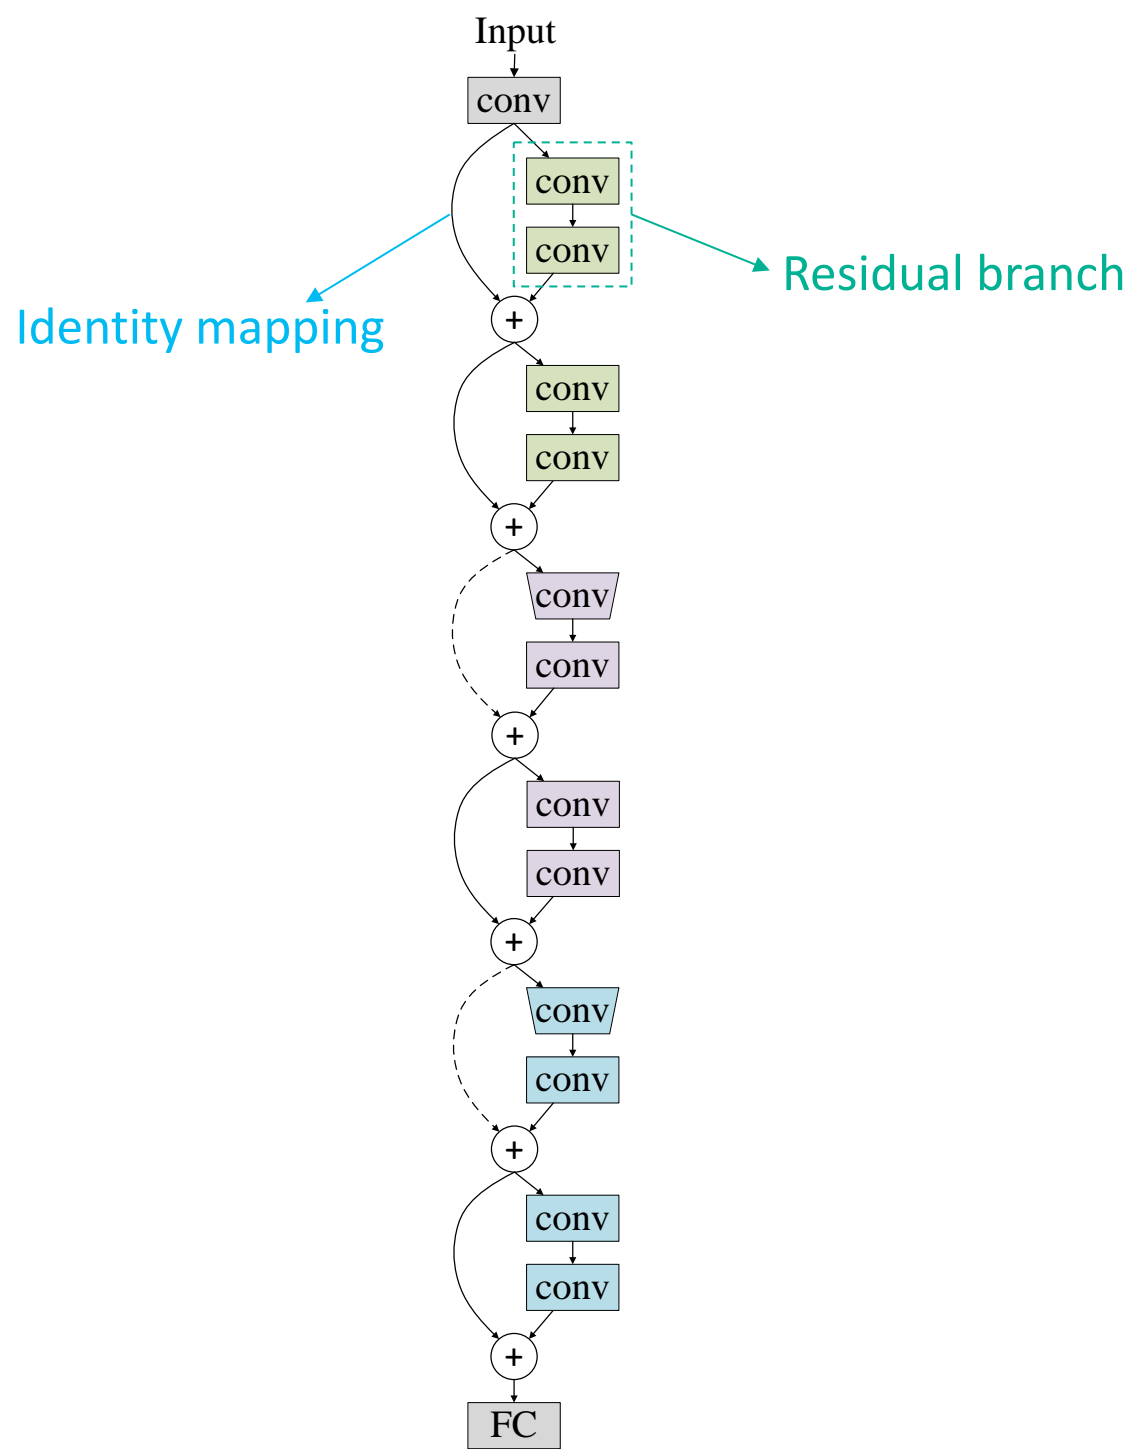 Input
conv
conv
conv
Residual branch
Identity mapping
+
conv
conv
+
conv
conv
+
conv
conv
+
conv
conv
+
conv
conv
+
FC